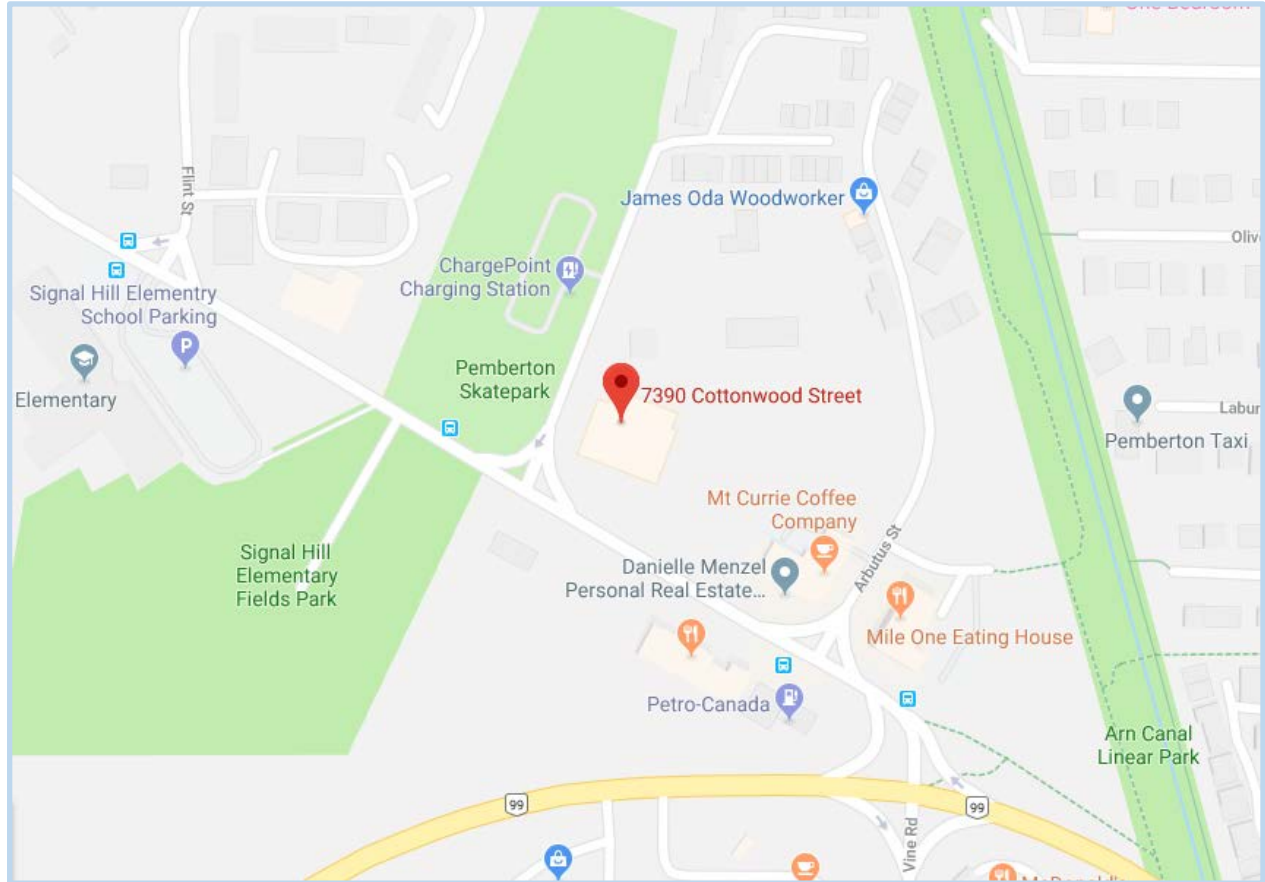 One Bedroom
Flint St
James Oda Woodworker
Oliv
ChargePoint
Charging Station
Signal Hill Elementry
School Parking
P
Pemberton
Skatepark
7390 Cottonwood Street
Elementary
Labur
Pemberton Taxi
Mt Currie Coffee
Company
Signal Hill
Elementary
Fields Park
Danielle Menzel
Personal Real Estate...
Arbutus St
Mile One Eating House
Petro-Canada
Arn Canal
Linear Park
99
99
Vine Rd
McDonald's